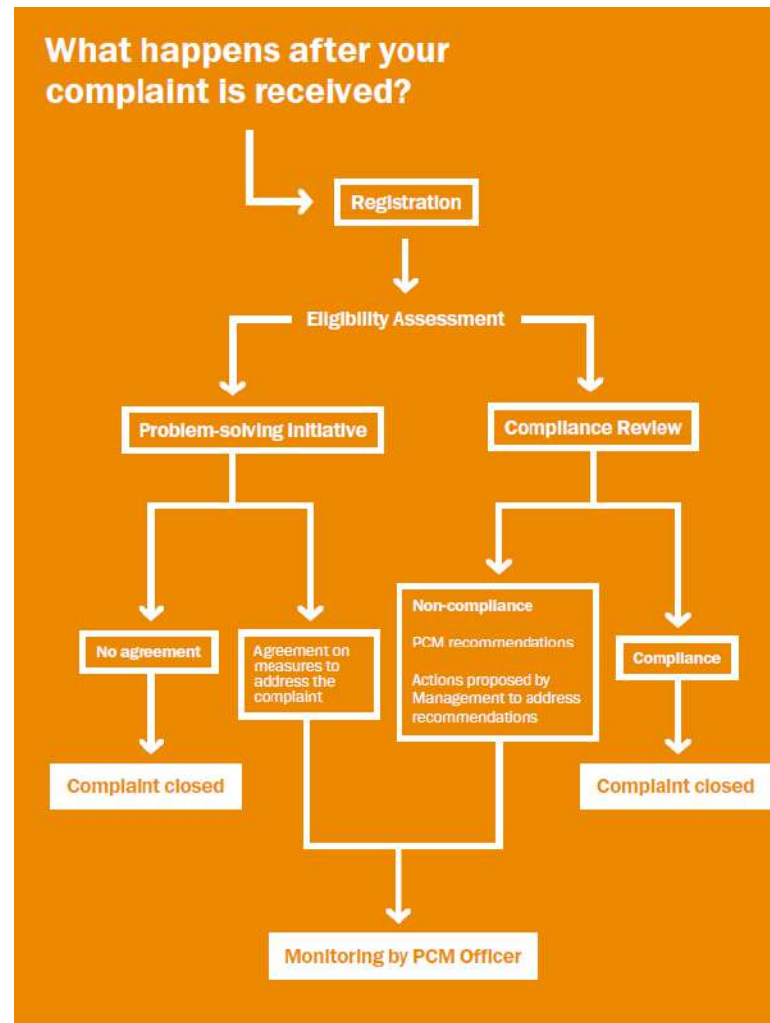 What happens after your
complaint is received?
Registration
Eligibility Assessment
Problem-solving Initiative
Compliance Review
No agreement
Agreement on
measures to
address the
complaint
Non-compliance
PCM recommendations
Actions proposed by
Management to address
recommendations
Compliance
Complaint closed
Complaint closed
Monitoring by PCM Officer